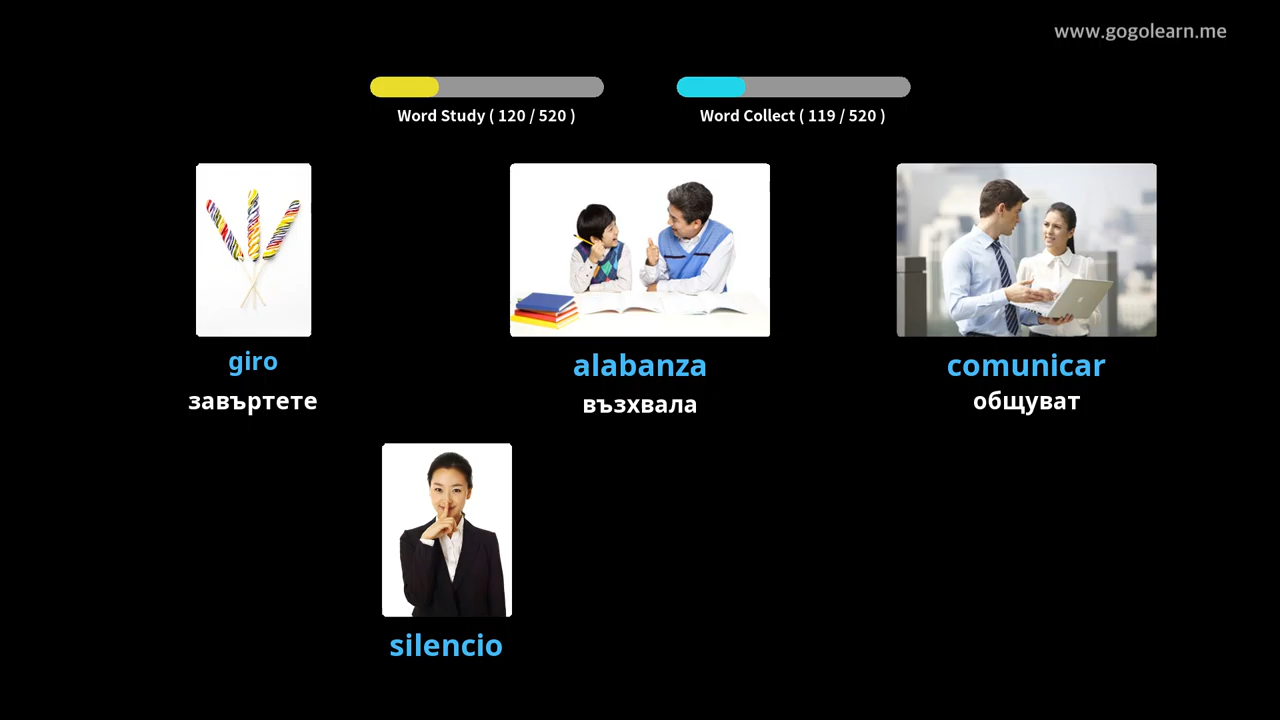 www.gogolearn.me
Word Study ( 120 / 520 )
Word Collect ( 119 / 520 )
giro
завъртете
alabanza
възхвала
comunicar
общуват
silencio